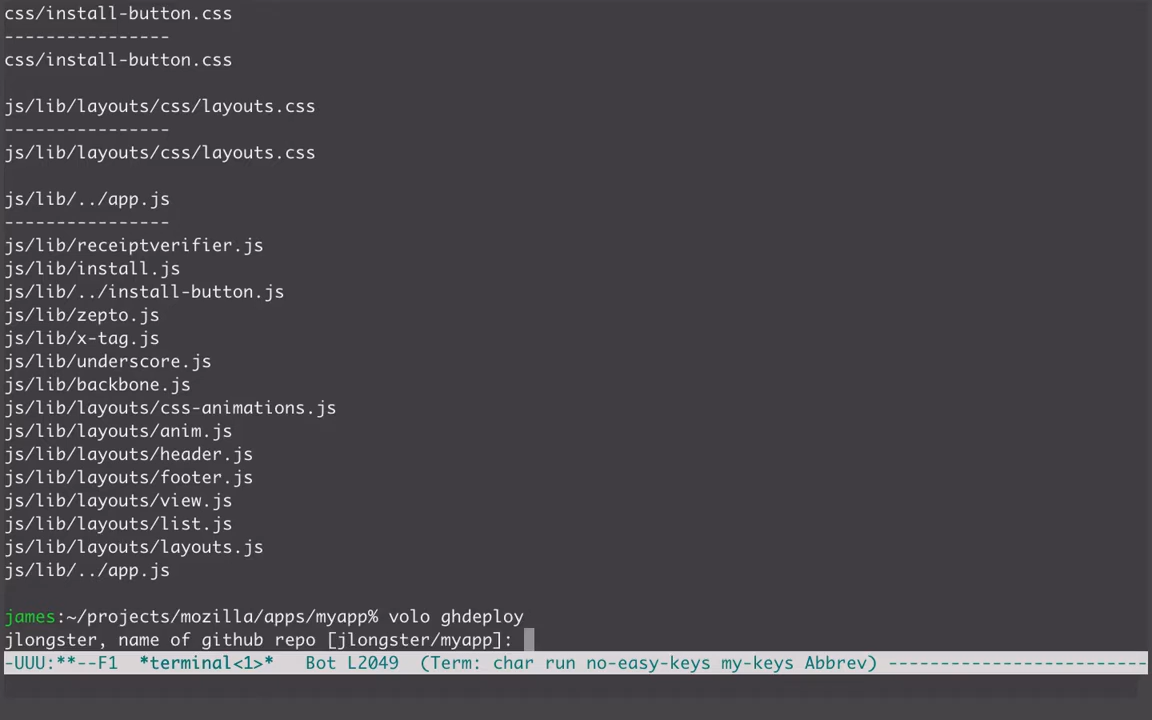 css/install-button.css
----------------
css/install-button.css
js/lib/layouts/css/layouts.css
----------------
js/lib/layouts/css/layouts.css
js/lib/../app.js
----------------
js/lib/receiptverifier.js
js/lib/install.js
js/lib/../install-button.js
js/lib/zepto.js
js/lib/x-tag.js
js/lib/underscore.js
js/lib/backbone.js
js/lib/layouts/css-animations.js
js/lib/layouts/anim.js
js/lib/layouts/header.js
js/lib/layouts/footer.js
js/lib/layouts/view.js
js/lib/layouts/list.js
js/lib/layouts/layouts.js
js/lib/../app.js
james:~/projects/mozilla/apps/myapp% volo ghdeploy
jlongster, name of github repo [jlongster/myapp]:
-UUU:**--F1  *terminal<1>*   Bot L2049  (Term: char run no-easy-keys my-keys Abbrev) -------------------------